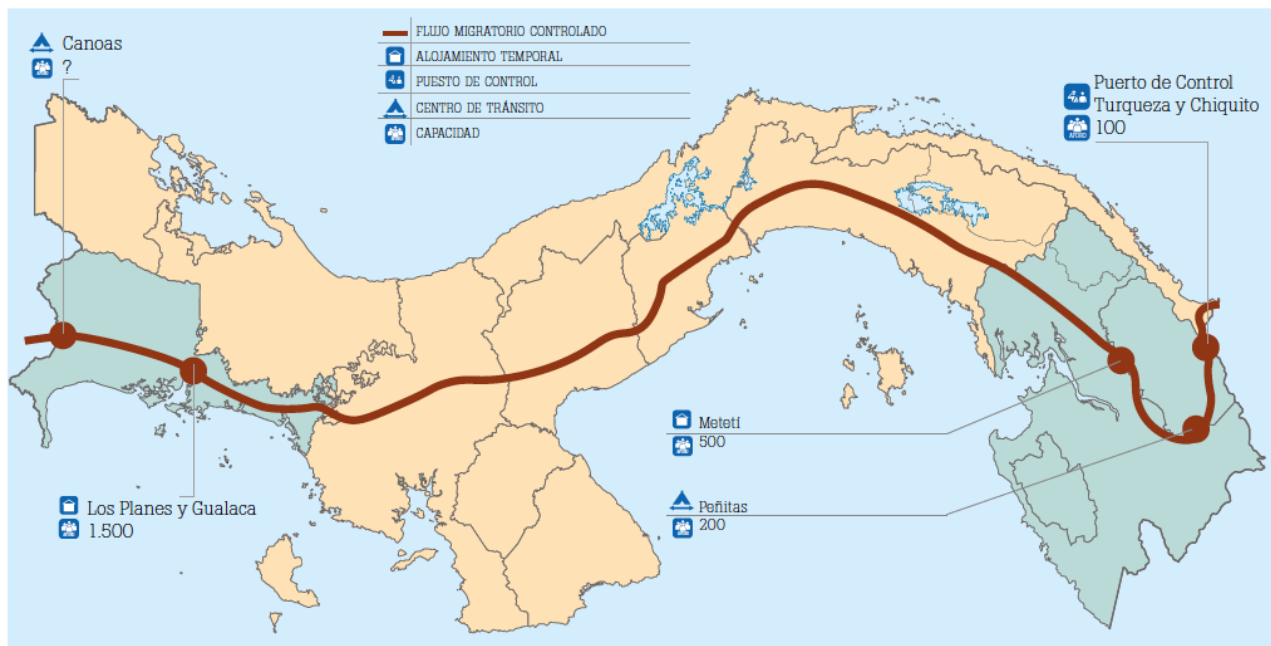 Canoas
?
FLUJO MIGRATORIO CONTROLADO
ALOJAMIENTO TEMPORAL
PUESTO DE CONTROL
CENTRO DE TRÁNSITO
CAPACIDAD
Puerto de Control
Turqueza y Chiquito
AFORO
100
Metetí
500
Peñitas
200
Los Planes y Gualaca
1.500